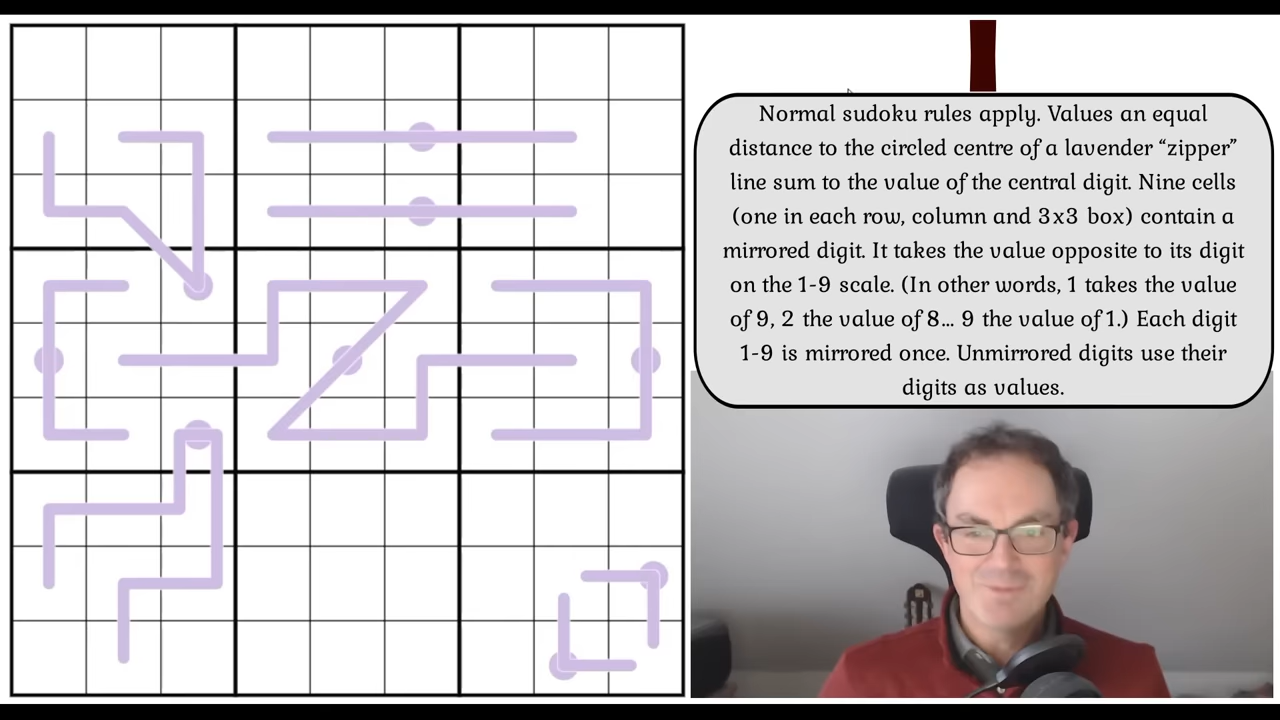 Normal sudoku rules apply. Values an equal
distance to the circled centre of a lavender “zipper”
line sum to the value of the central digit. Nine cells
(one in each row, column and 3x3 box) contain a
mirrored digit. It takes the value opposite to its digit
on the 1-9 scale. (In other words, 1 takes the value
of 9, 2 the value of 8... 9 the value of 1.) Each digit
1-9 is mirrored once. Unmirrored digits use their
digits as values.